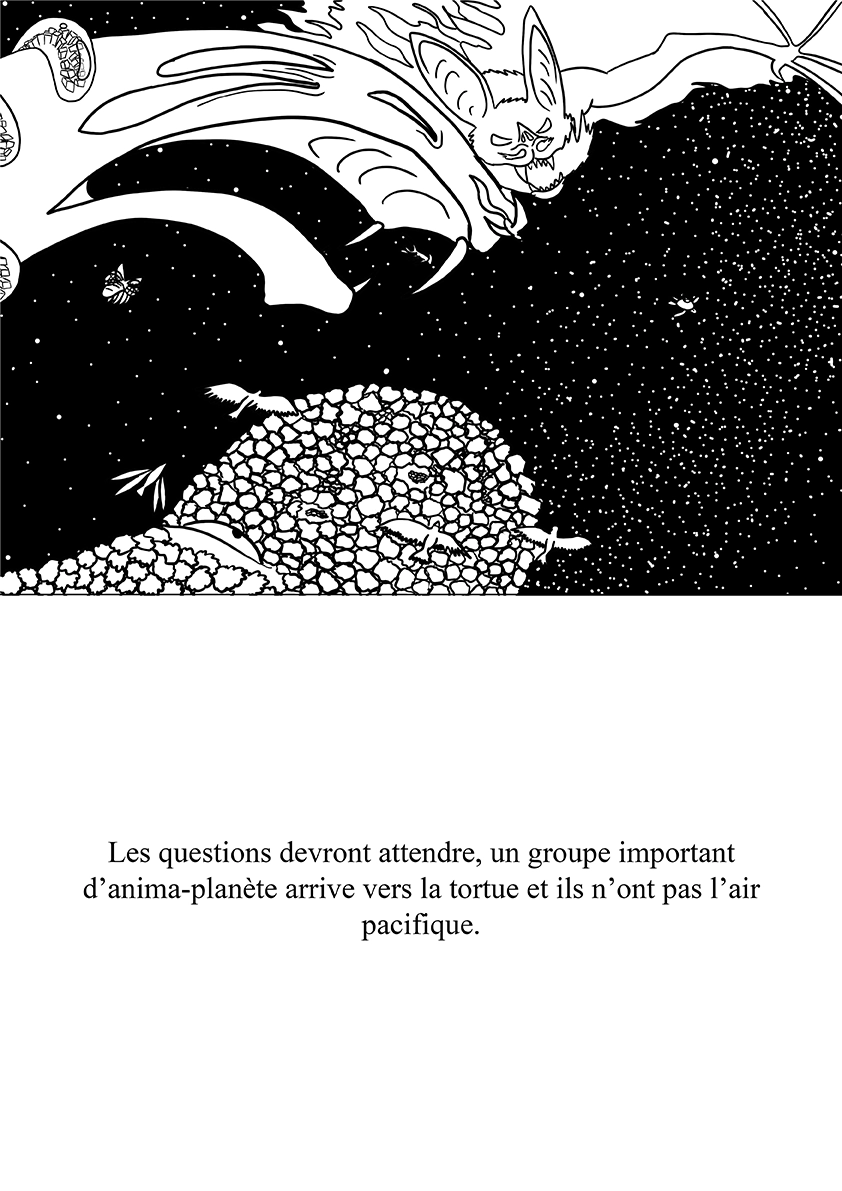 Les questions devront attendre, un groupe important
d’anima-planète arrive vers la tortue et ils n’ont pas l’air
pacifique.